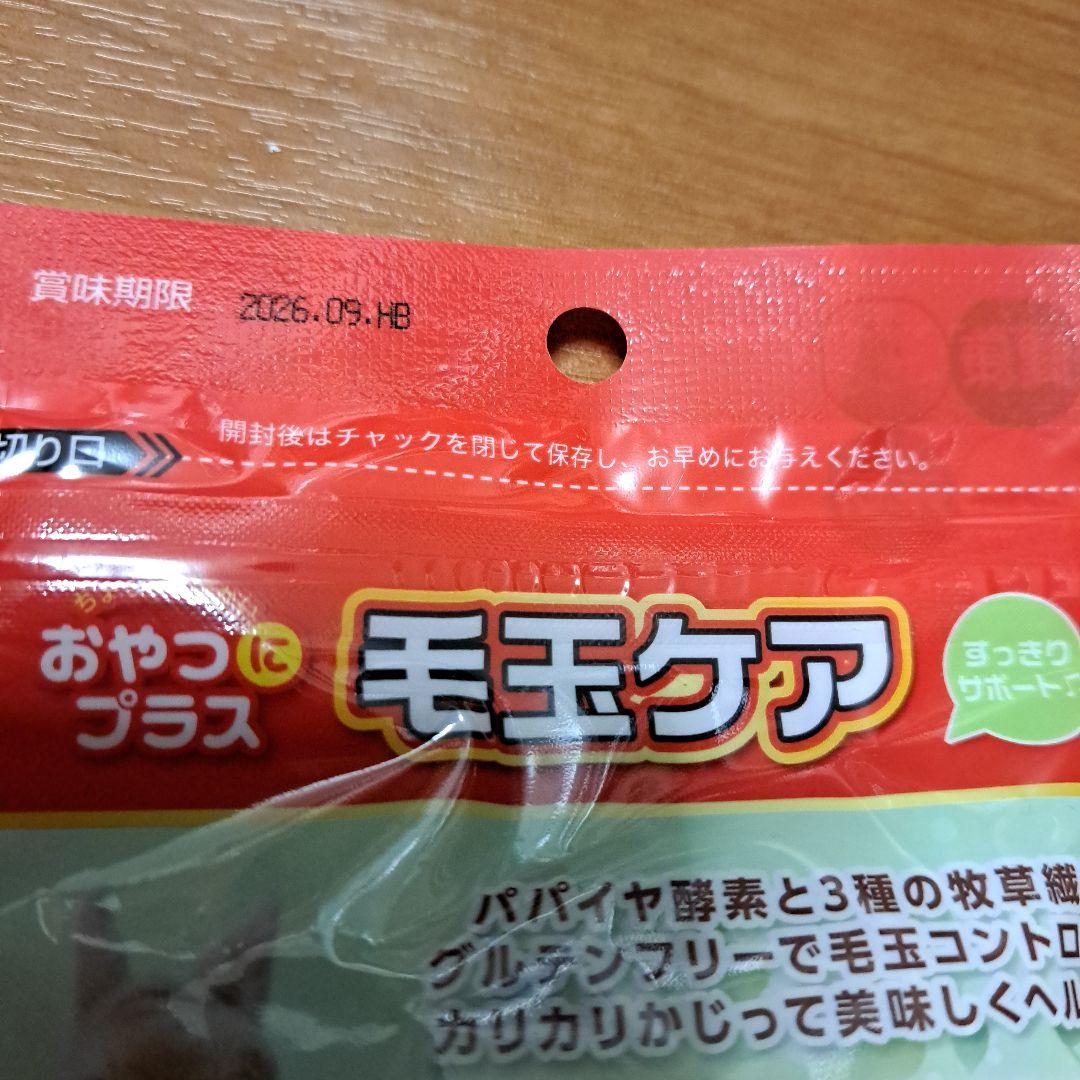 賞味期限 2026.09.HB
切り口
開封後はチャックを閉じて保存し、お早めにお与えください。
おやつに
プラス
毛玉ケア
すっきり
サポート♪
パパイヤ酵素と3種の牧草繊
グルテンフリーで毛玉コントロ
カリカリかじって美味しくヘル